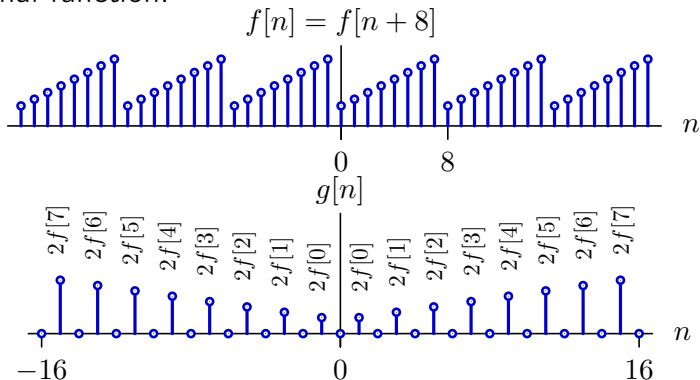 nal function.
f[n] = f[n + 8]
n
0 8
g[n]
2f[7] 2f[6] 2f[5] 2f[4] 2f[3] 2f[2] 2f[1] 2f[0] 2f[0] 2f[1] 2f[2] 2f[3] 2f[4] 2f[5] 2f[6] 2f[7]
n
−16 0 16